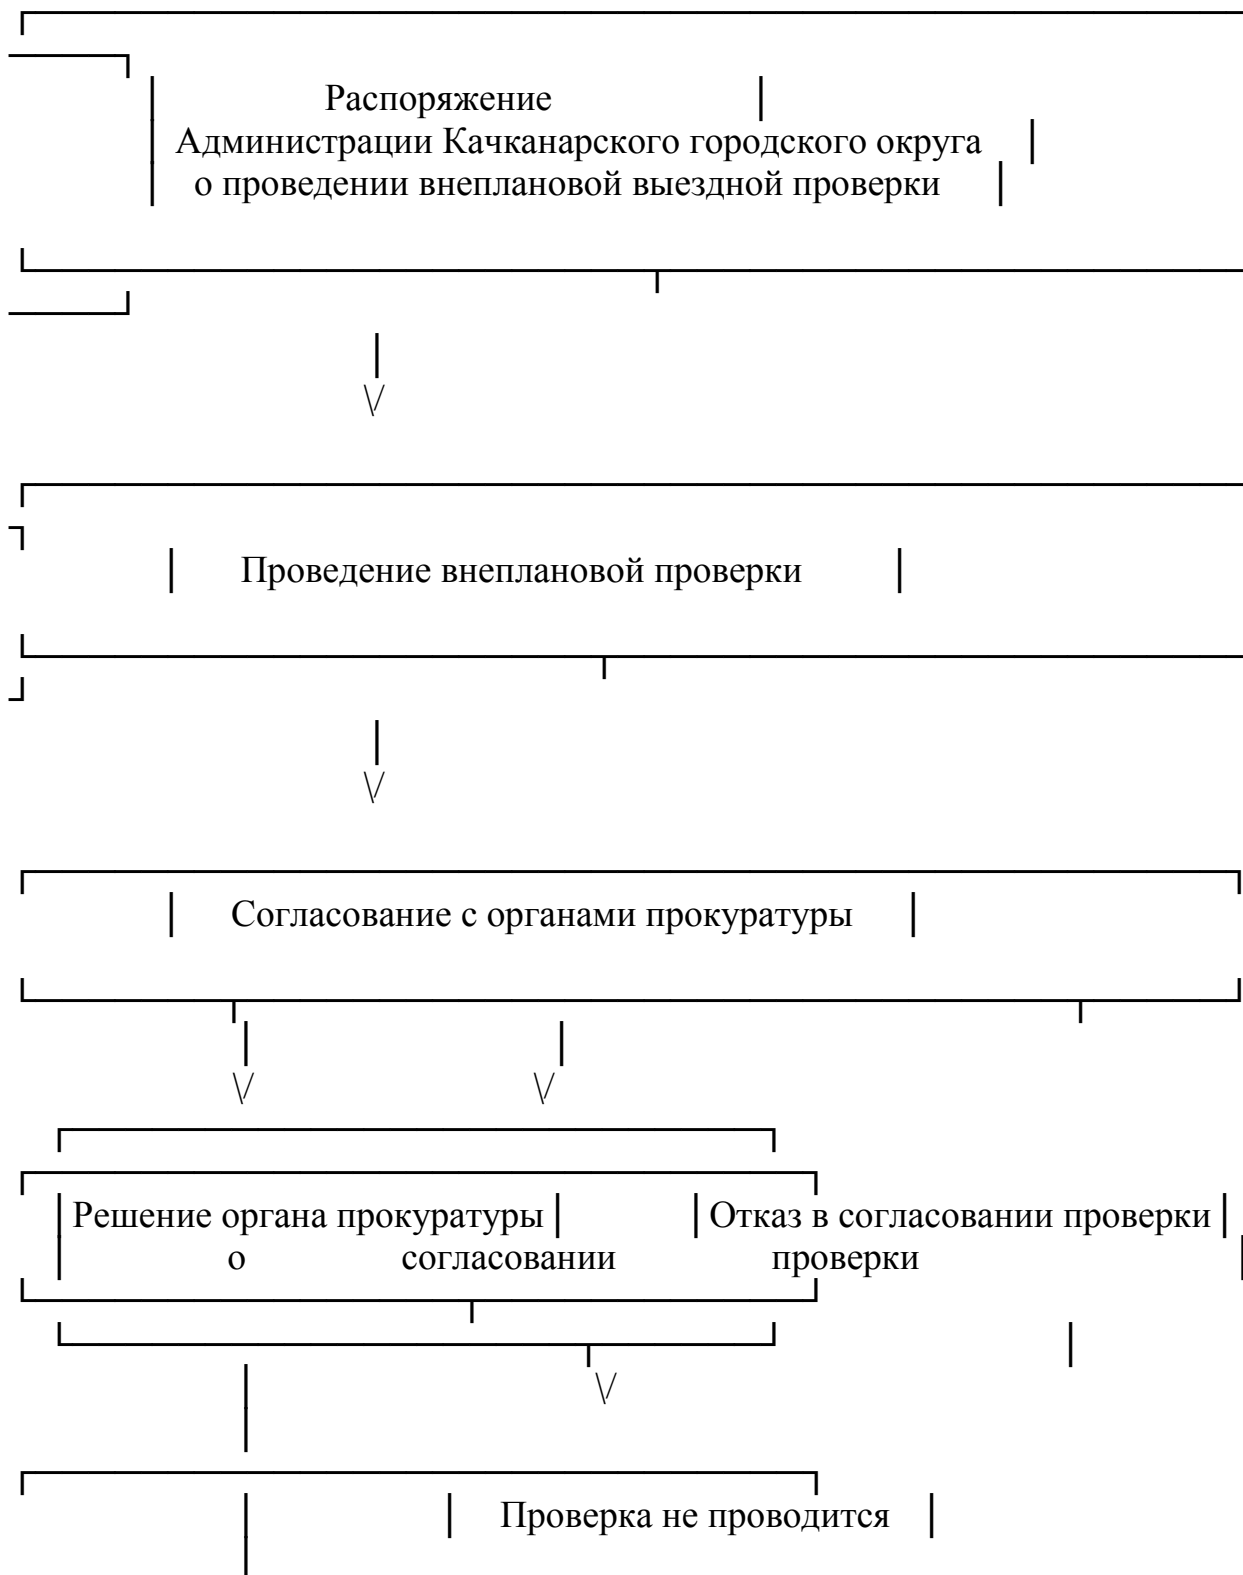 Распоряжение
Администрации Качканарского городского округа
о проведении внеплановой выездной проверки
Проведение внеплановой проверки
Согласование с органами прокуратуры
Решение органа прокуратуры Отказ в согласовании проверки
о согласовании проверки
Проверка не проводится